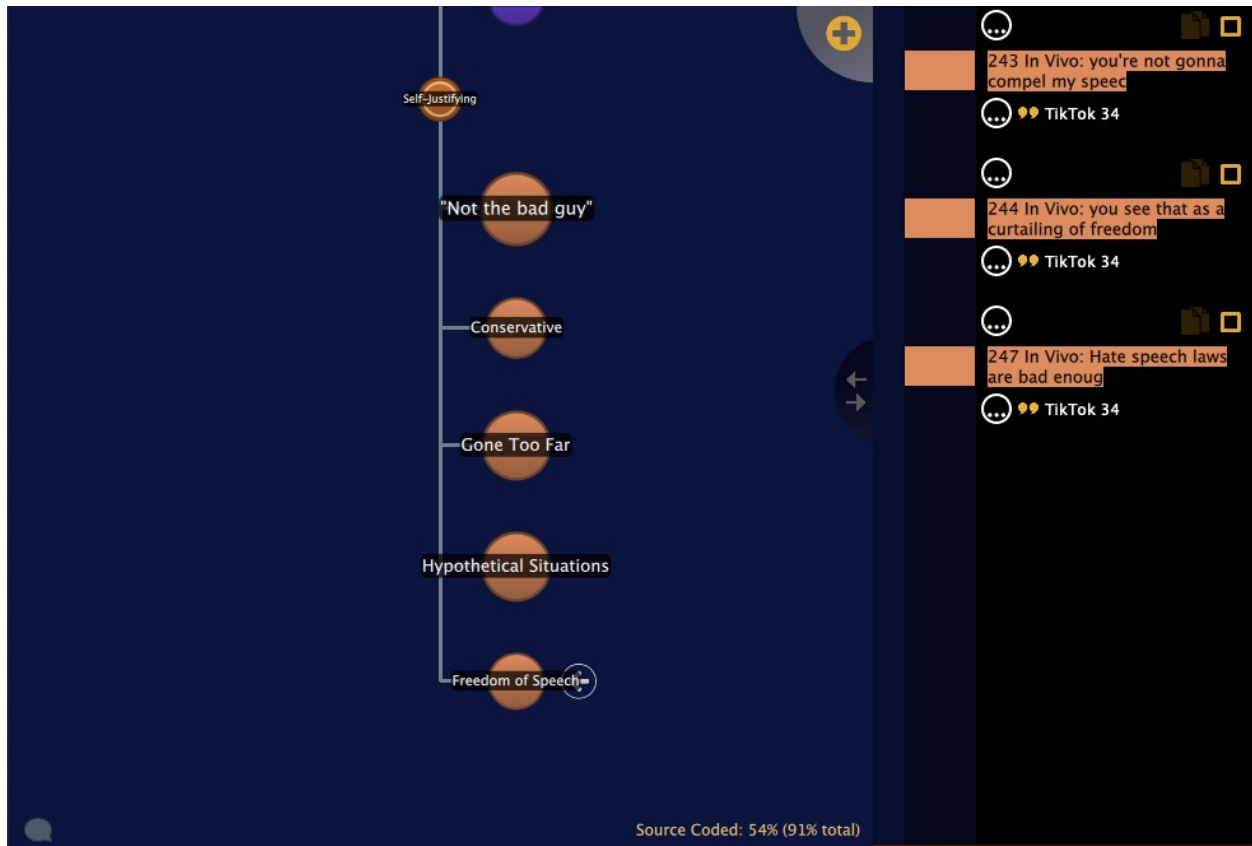 Self-Justifying
"Not the bad guy"
Conservative
Gone Too Far
Hypothetical Situations
Freedom of Speech
Source Coded: 54% (91% total)
243 In Vivo: you're not gonna
compel my speec
TikTok 34
244 In Vivo: you see that as a
curtailing of freedom
TikTok 34
247 In Vivo: Hate speech laws
are bad enoug
TikTok 34